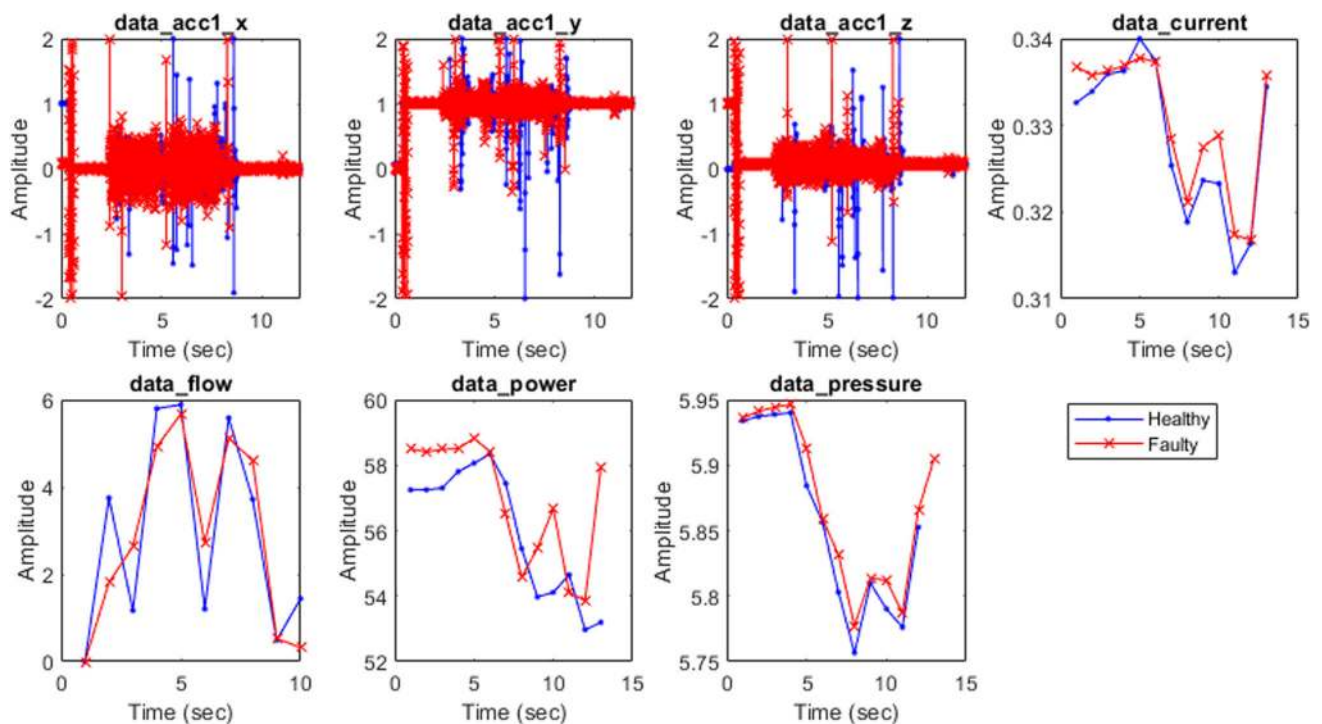 data_acc1_x
Amplitude
2
1
0
-1
-2
0
5
10
Time (sec)
data_acc1_y
Amplitude
2
1
0
-1
-2
0
5
10
Time (sec)
data_acc1_z
Amplitude
2
1
0
-1
-2
0
5
10
Time (sec)
data_current
Amplitude
0.34
0.33
0.32
0.31
0
5
10
15
Time (sec)
data_flow
Amplitude
6
4
2
0
0
5
10
Time (sec)
data_power
Amplitude
60
58
56
54
52
0
5
10
15
Time (sec)
data_pressure
Amplitude
5.95
5.9
5.85
5.8
5.75
0
5
10
15
Time (sec)
Healthy
Faulty